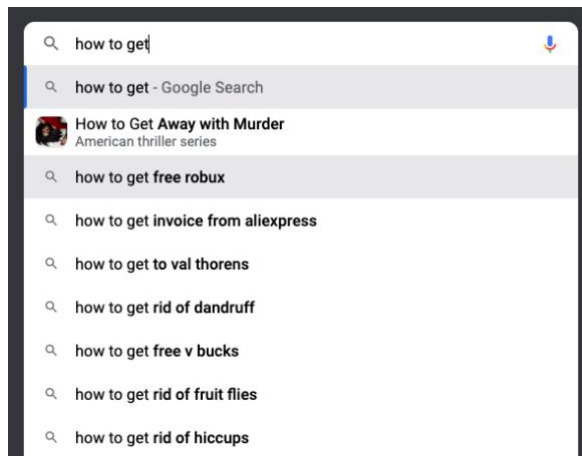 how to get
how to get - Google Search
How to Get Away with Murder
American thriller series
how to get free robux
how to get invoice from aliexpress
how to get to val thorens
how to get rid of dandruff
how to get free v bucks
how to get rid of fruit flies
how to get rid of hiccups